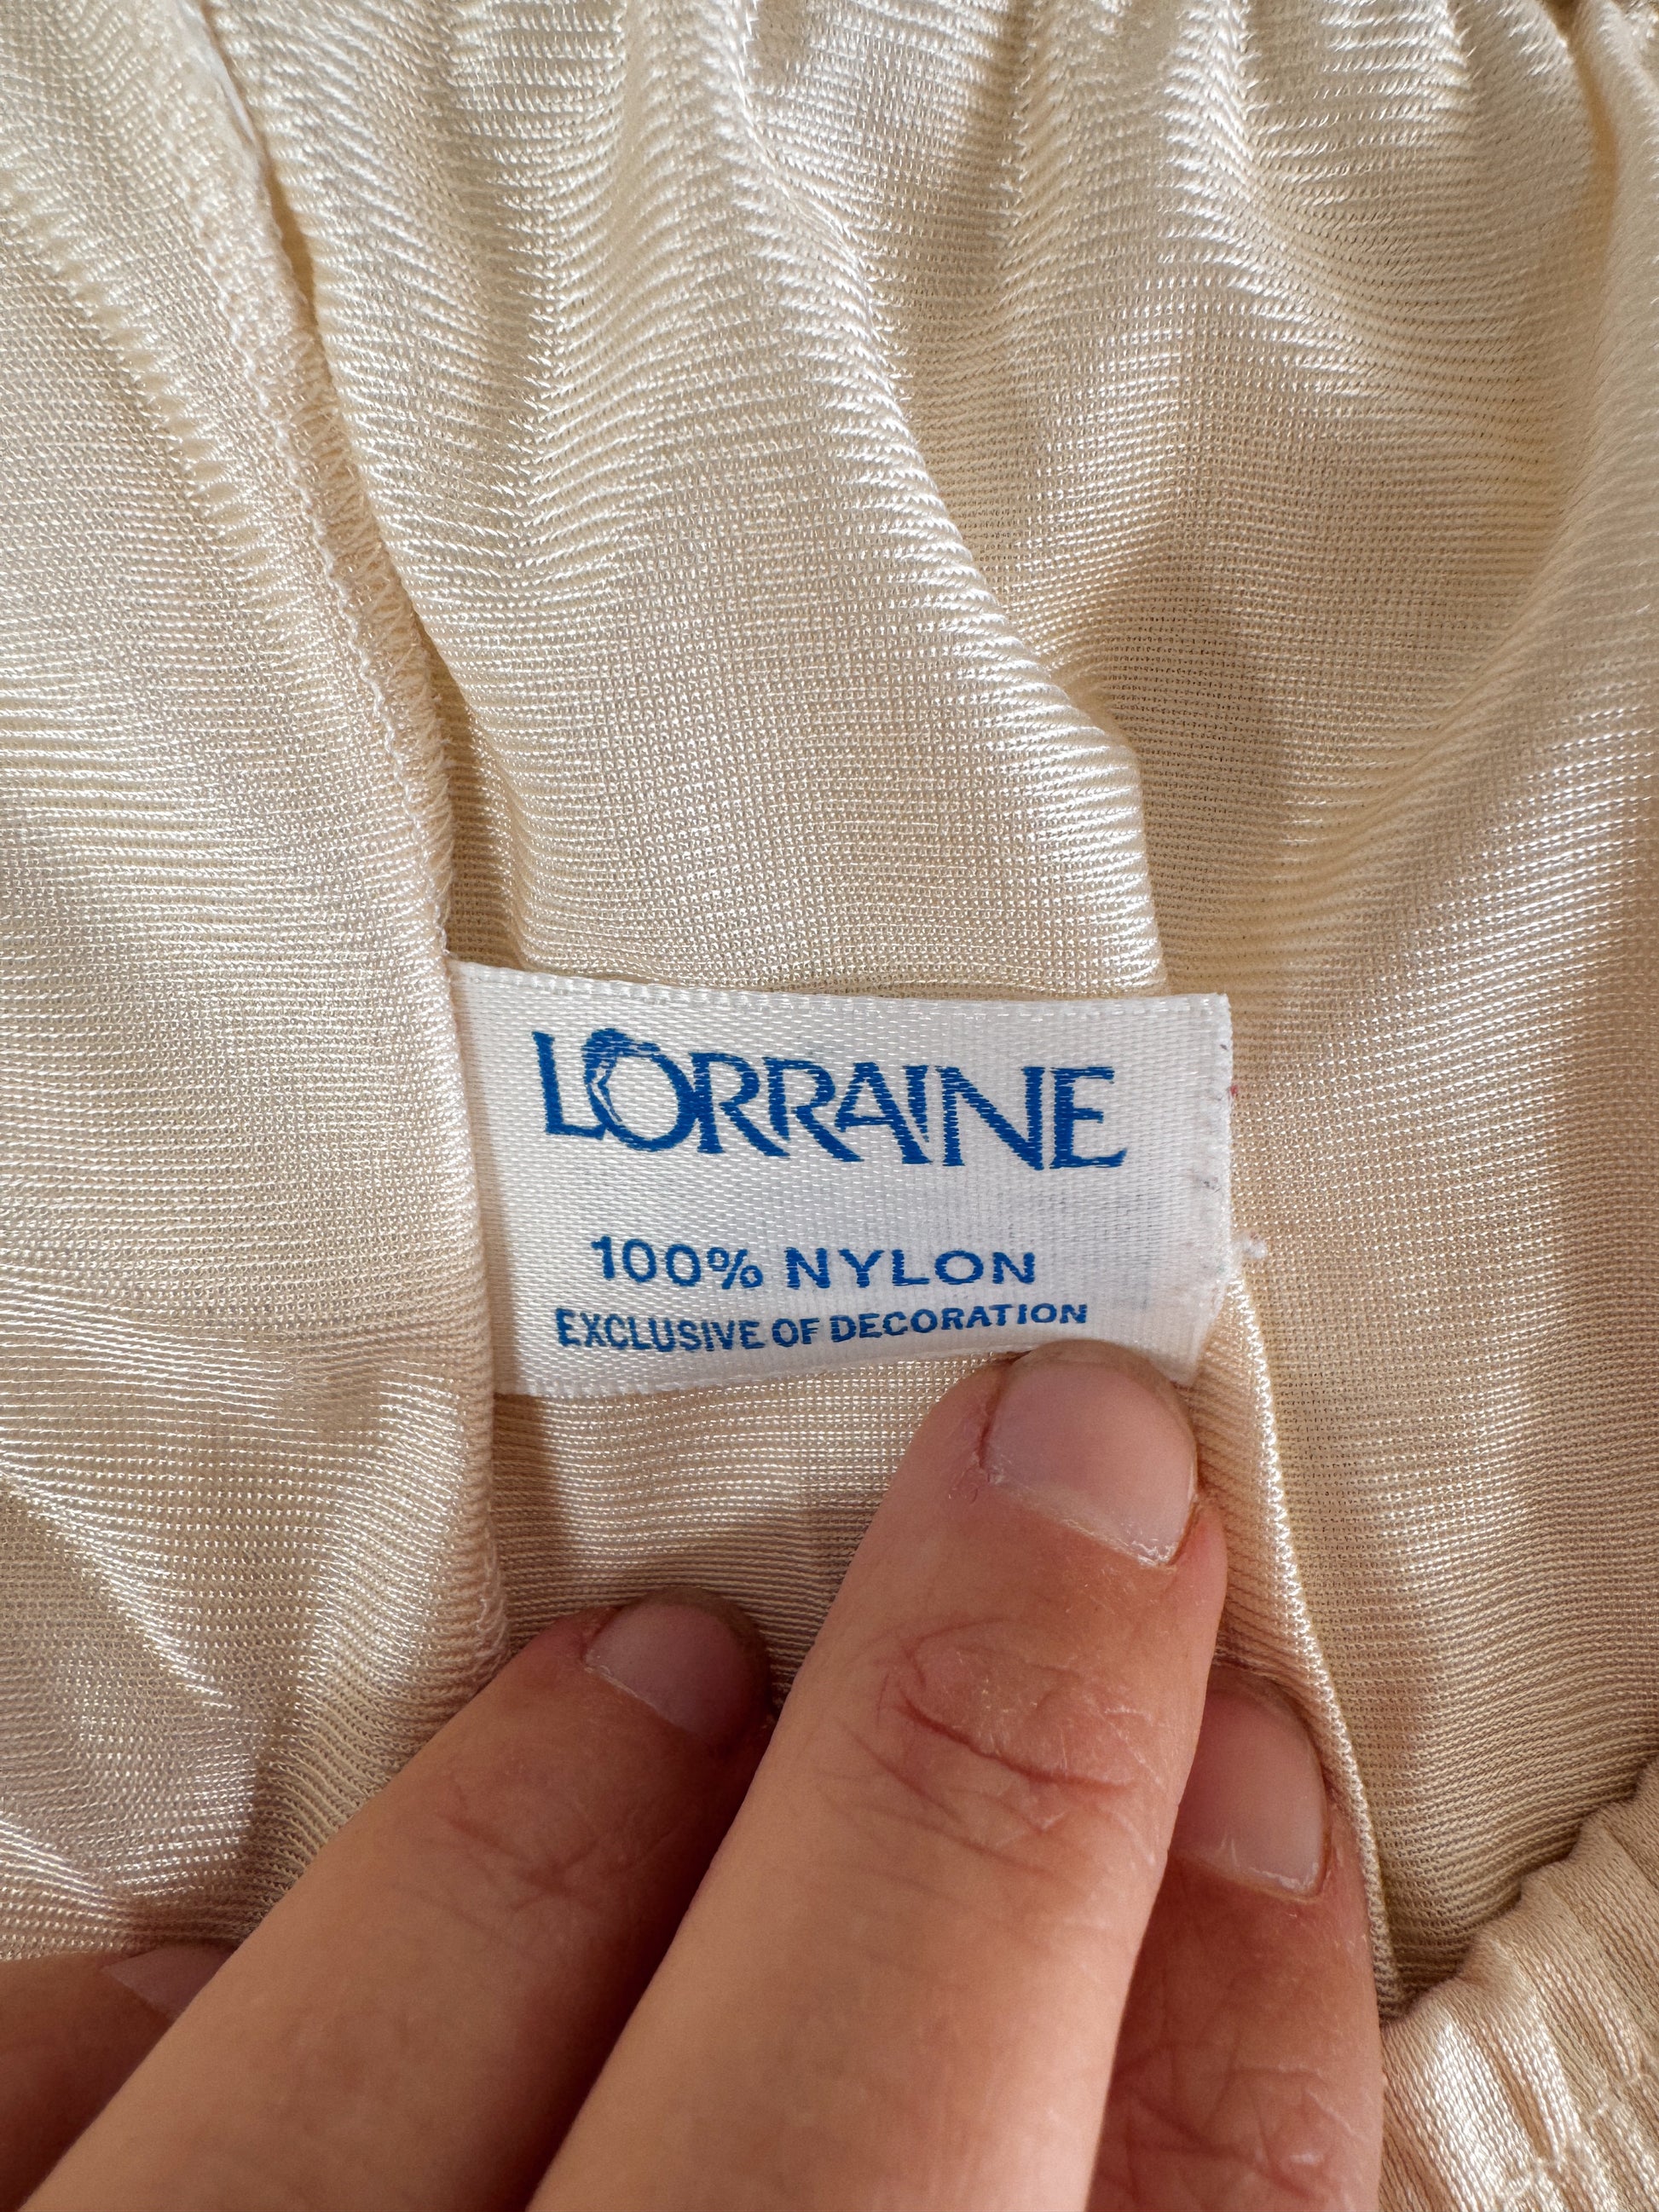 LORRAINE
100% NYLON
EXCLUSIVE OF DECORATION